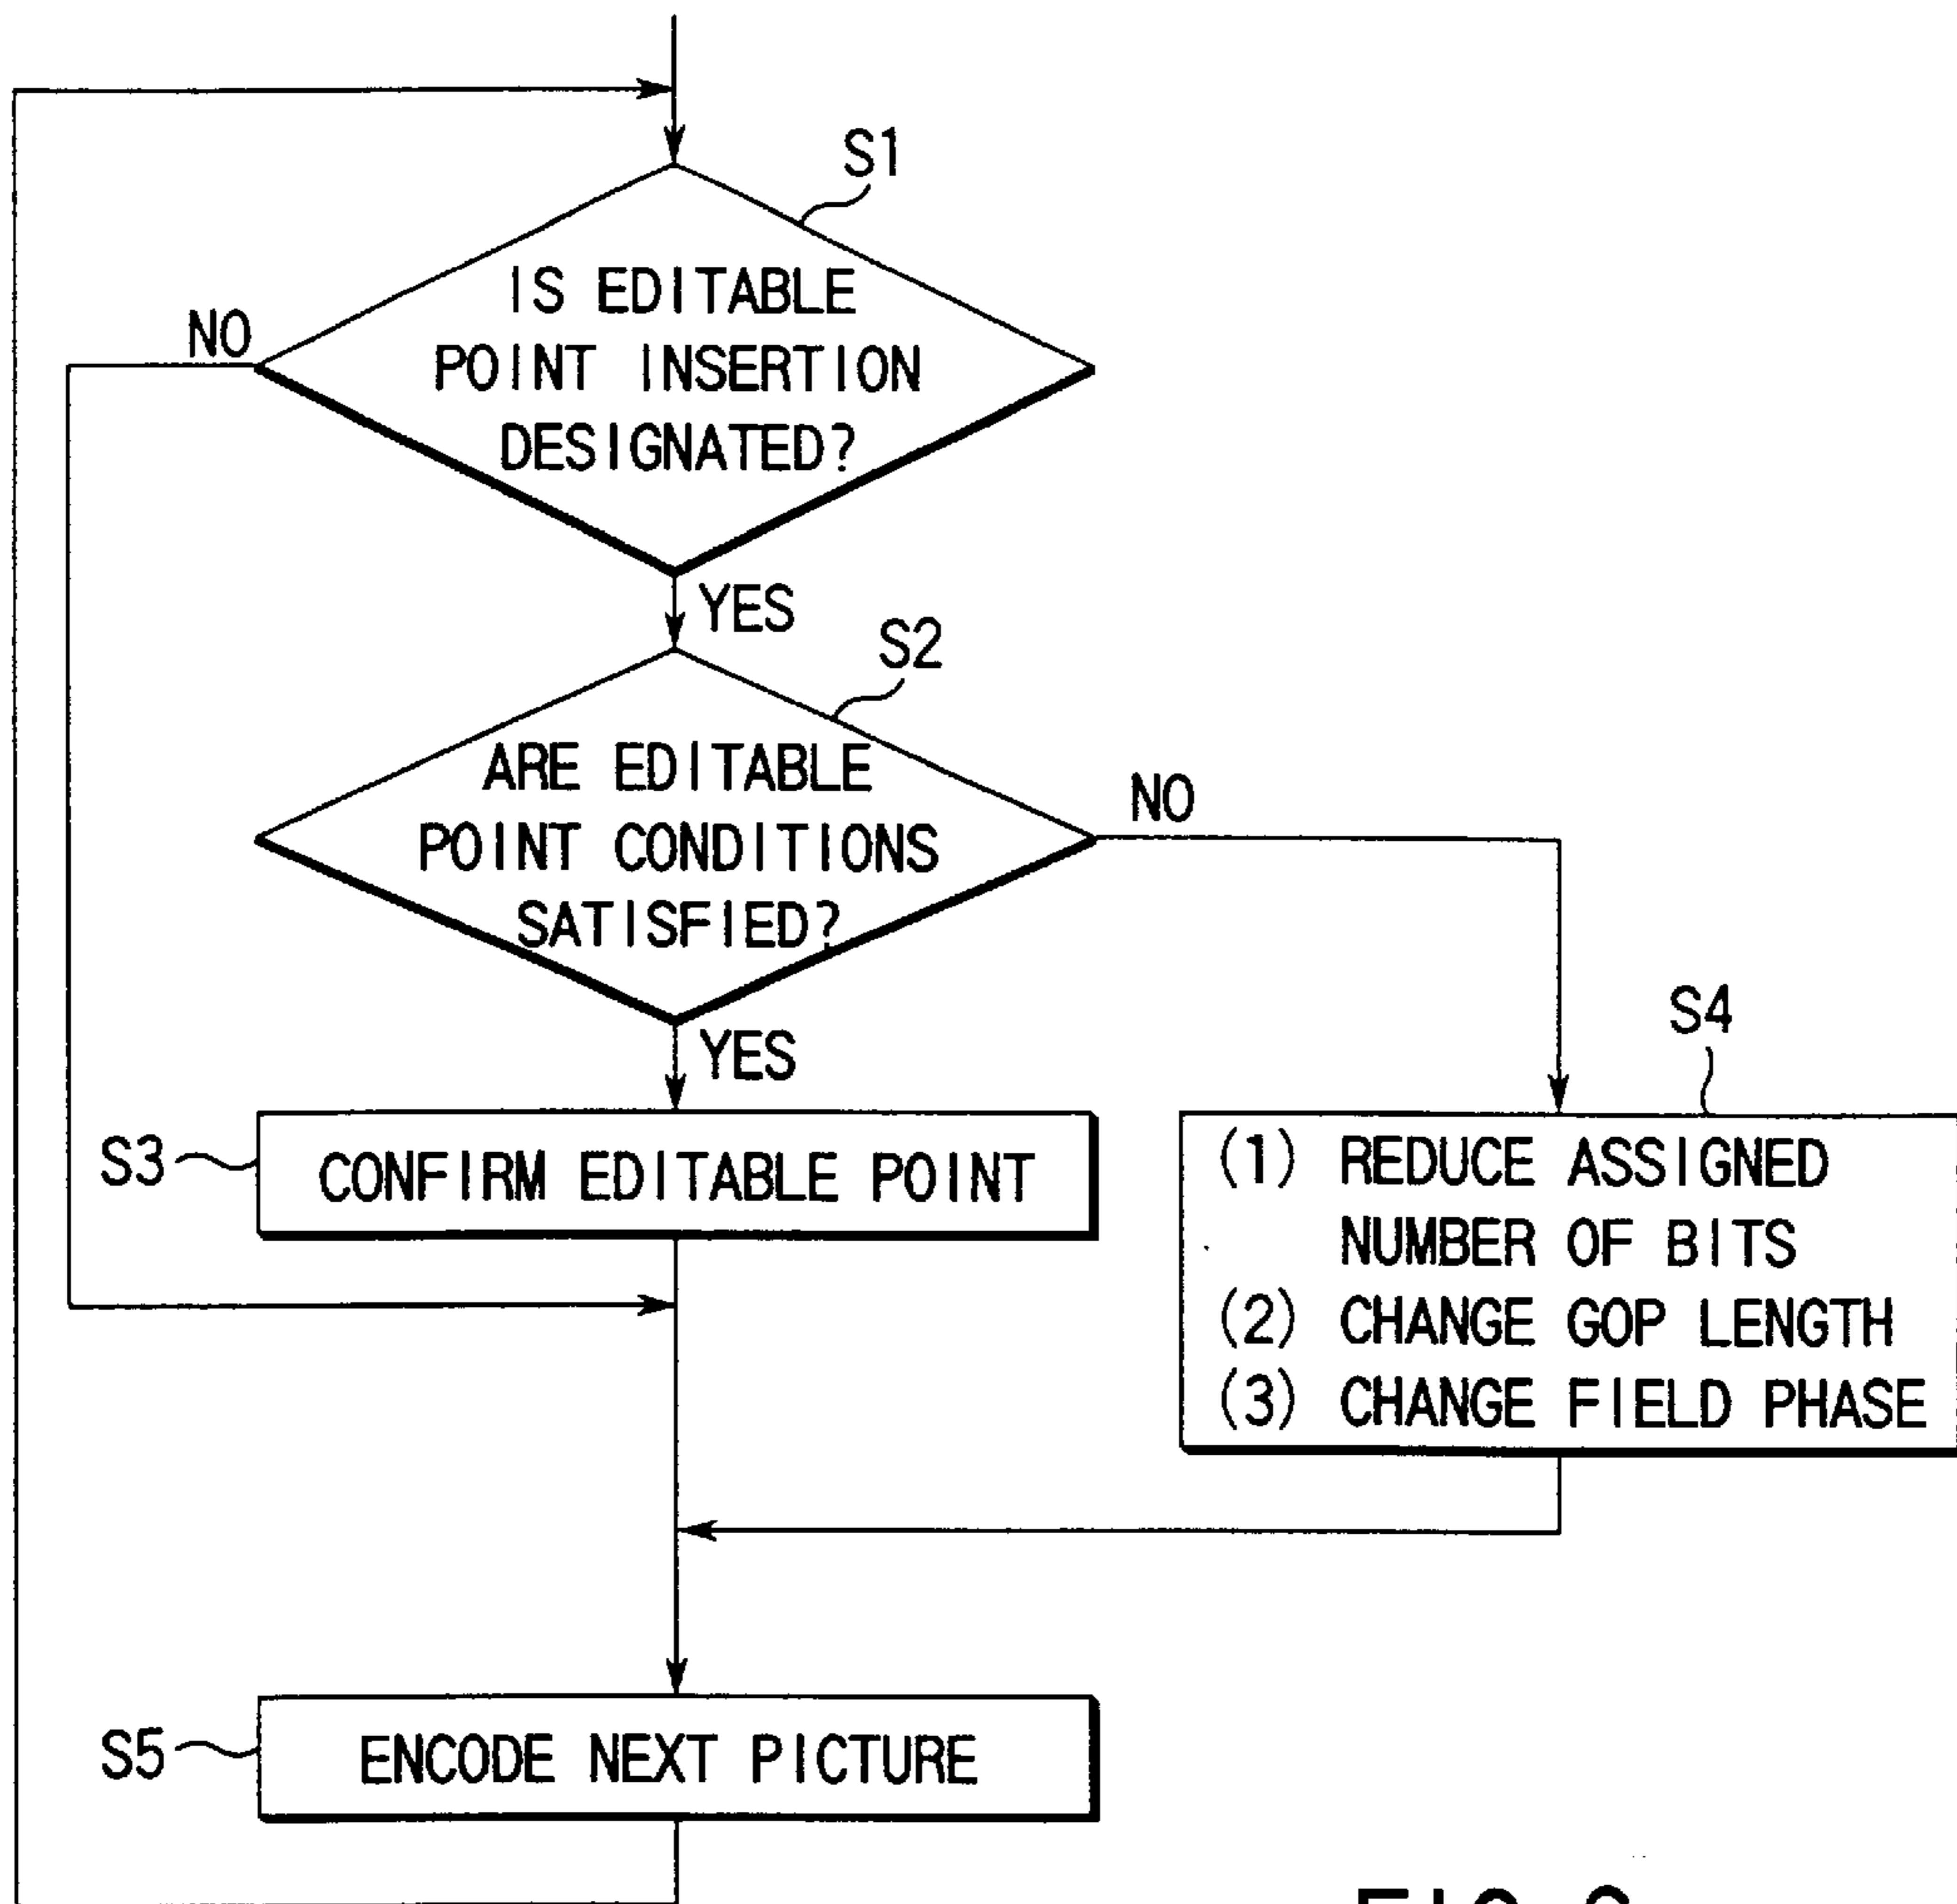 S1
IS EDITABLE
POINT INSERTION
DESIGNATED?
NO
YES
S2
ARE EDITABLE
POINT CONDITIONS
SATISFIED?
NO
YES
S3
CONFIRM EDITABLE POINT
S4
(1) REDUCE ASSIGNED
NUMBER OF BITS
(2) CHANGE GOP LENGTH
(3) CHANGE FIELD PHASE
S5
ENCODE NEXT PICTURE